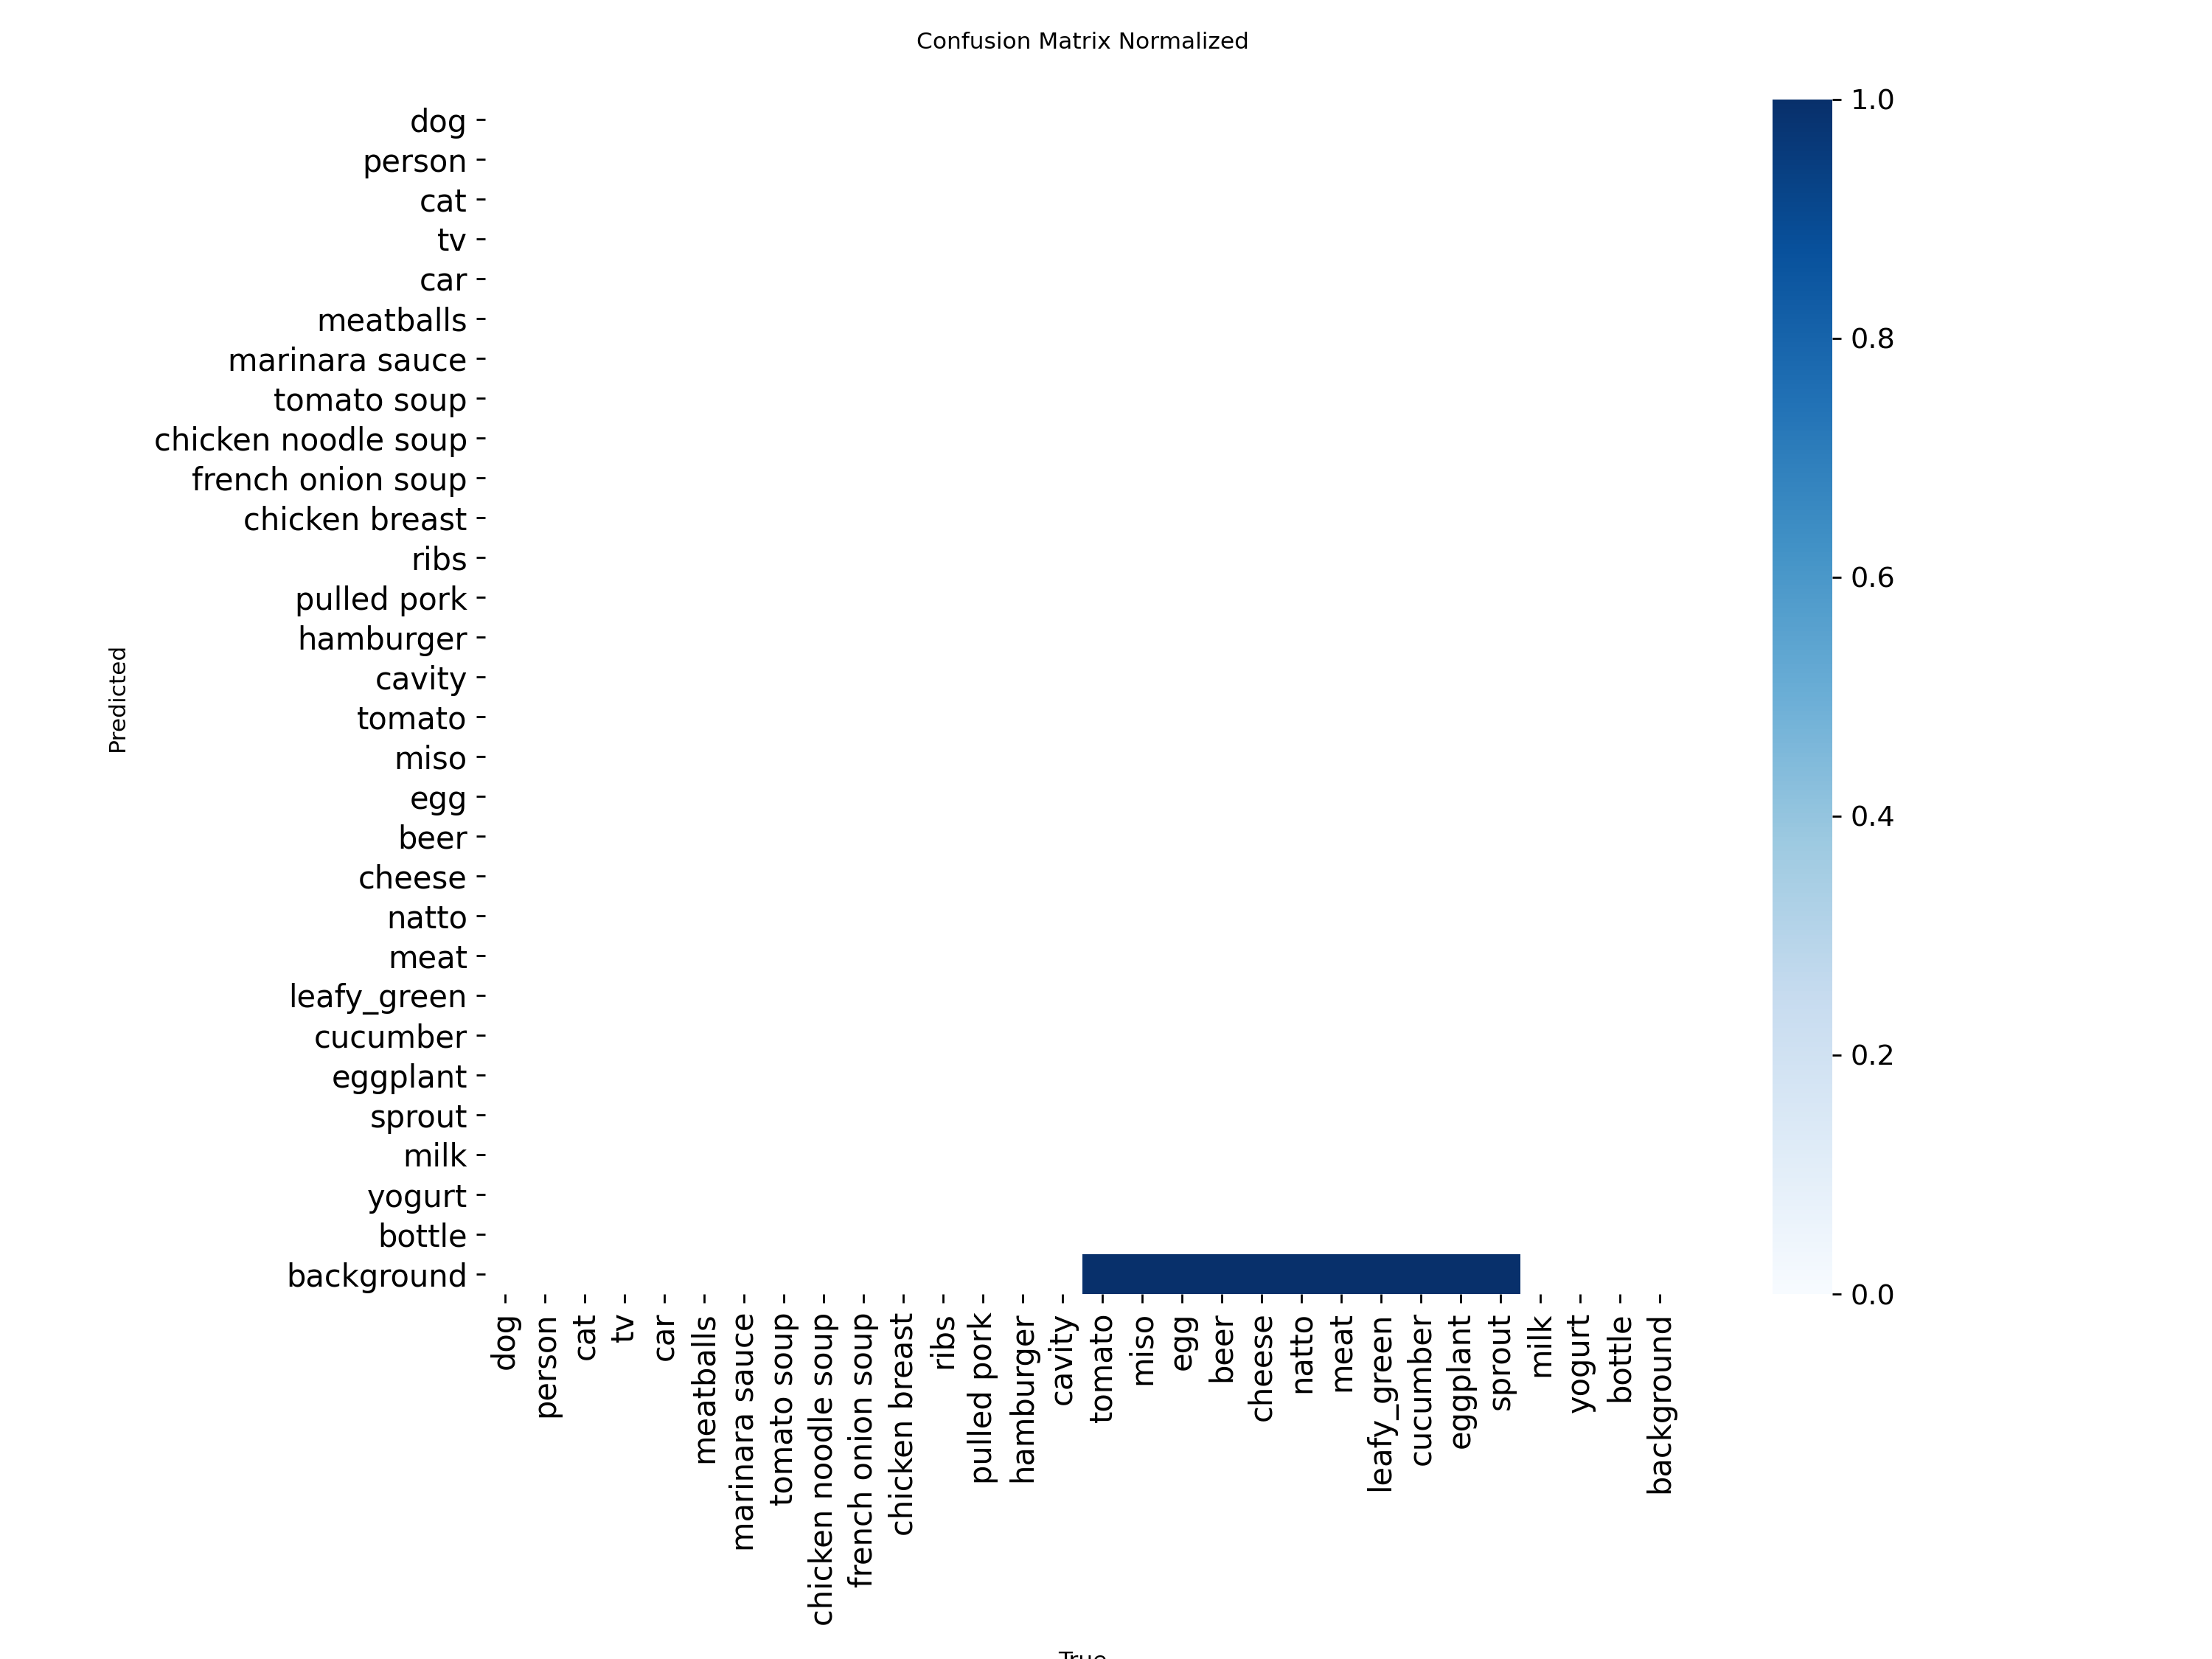 Confusion Matrix Normalized
dog
person
cat
tv
car
meatballs
marinara sauce
tomato soup
chicken noodle soup
french onion soup
chicken breast
ribs
pulled pork
hamburger
cavity
tomato
miso
egg
beer
cheese
natto
meat
leafy_green
cucumber
eggplant
sprout
milk
yogurt
bottle
background
Predicted
dog
person
cat
tv
car
meatballs
marinara sauce
tomato soup
chicken noodle soup
french onion soup
chicken breast
ribs
pulled pork
hamburger
cavity
tomato
miso
egg
beer
cheese
natto
meat
leafy_green
cucumber
eggplant
sprout
milk
yogurt
bottle
background
True
1.0
0.8
0.6
0.4
0.2
0.0